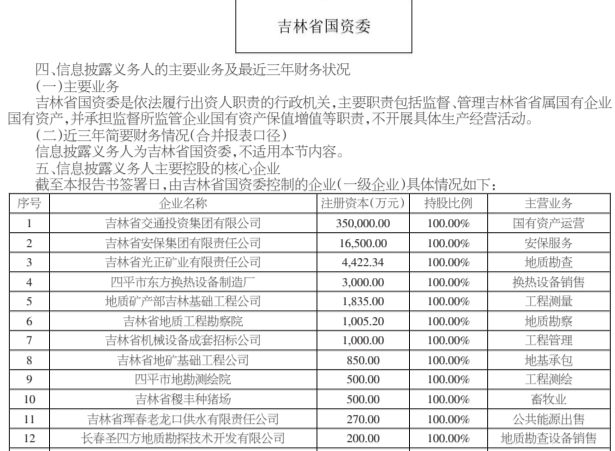 吉林省国资委
四、信息披露义务人的主要业务及最近三年财务状况
(一)主要业务
吉林省国资委是依法履行出资人职责的行政机关,主要职责包括监督、管理吉林省省属国有企业
国有资产,并承担监督所监管企业国有资产保值增值等职责,不开展具体生产经营活动。
(二)近三年简要财务情况(合并报表口径)
信息披露义务人为吉林省国资委,不适用本节内容。
五、信息披露义务人主要控股的核心企业
截至本报告书签署日,由吉林省国资委控制的企业(一级企业)具体情况如下:
序号 企业名称 注册资本(万元) 持股比例 主营业务
1 吉林省交通投资集团有限公司 350,000.00 100.00% 国有资产运营
2 吉林省安保集团有限责任公司 16,500.00 100.00% 安保服务
3 吉林省光正矿业有限责任公司 4,422.34 100.00% 地质勘查
4 四平市东方换热设备制造厂 3,000.00 100.00% 换热设备销售
5 地质矿产部吉林基础工程公司 1,835.00 100.00% 工程测量
6 吉林省地质工程勘察院 1,005.20 100.00% 地质勘察
7 吉林省机械设备成套招标公司 1,000.00 100.00% 工程管理
8 吉林省地矿基础工程公司 850.00 100.00% 地基承包
9 四平市地勘测绘院 500.00 100.00% 工程测绘
10 吉林省稷丰种猪场 500.00 100.00% 畜牧业
11 吉林省珲春老龙口供水有限责任公司 270.00 100.00% 公共能源出售
12 长春圣四方地质勘探技术开发有限公司 200.00 100.00% 地质勘查设备销售